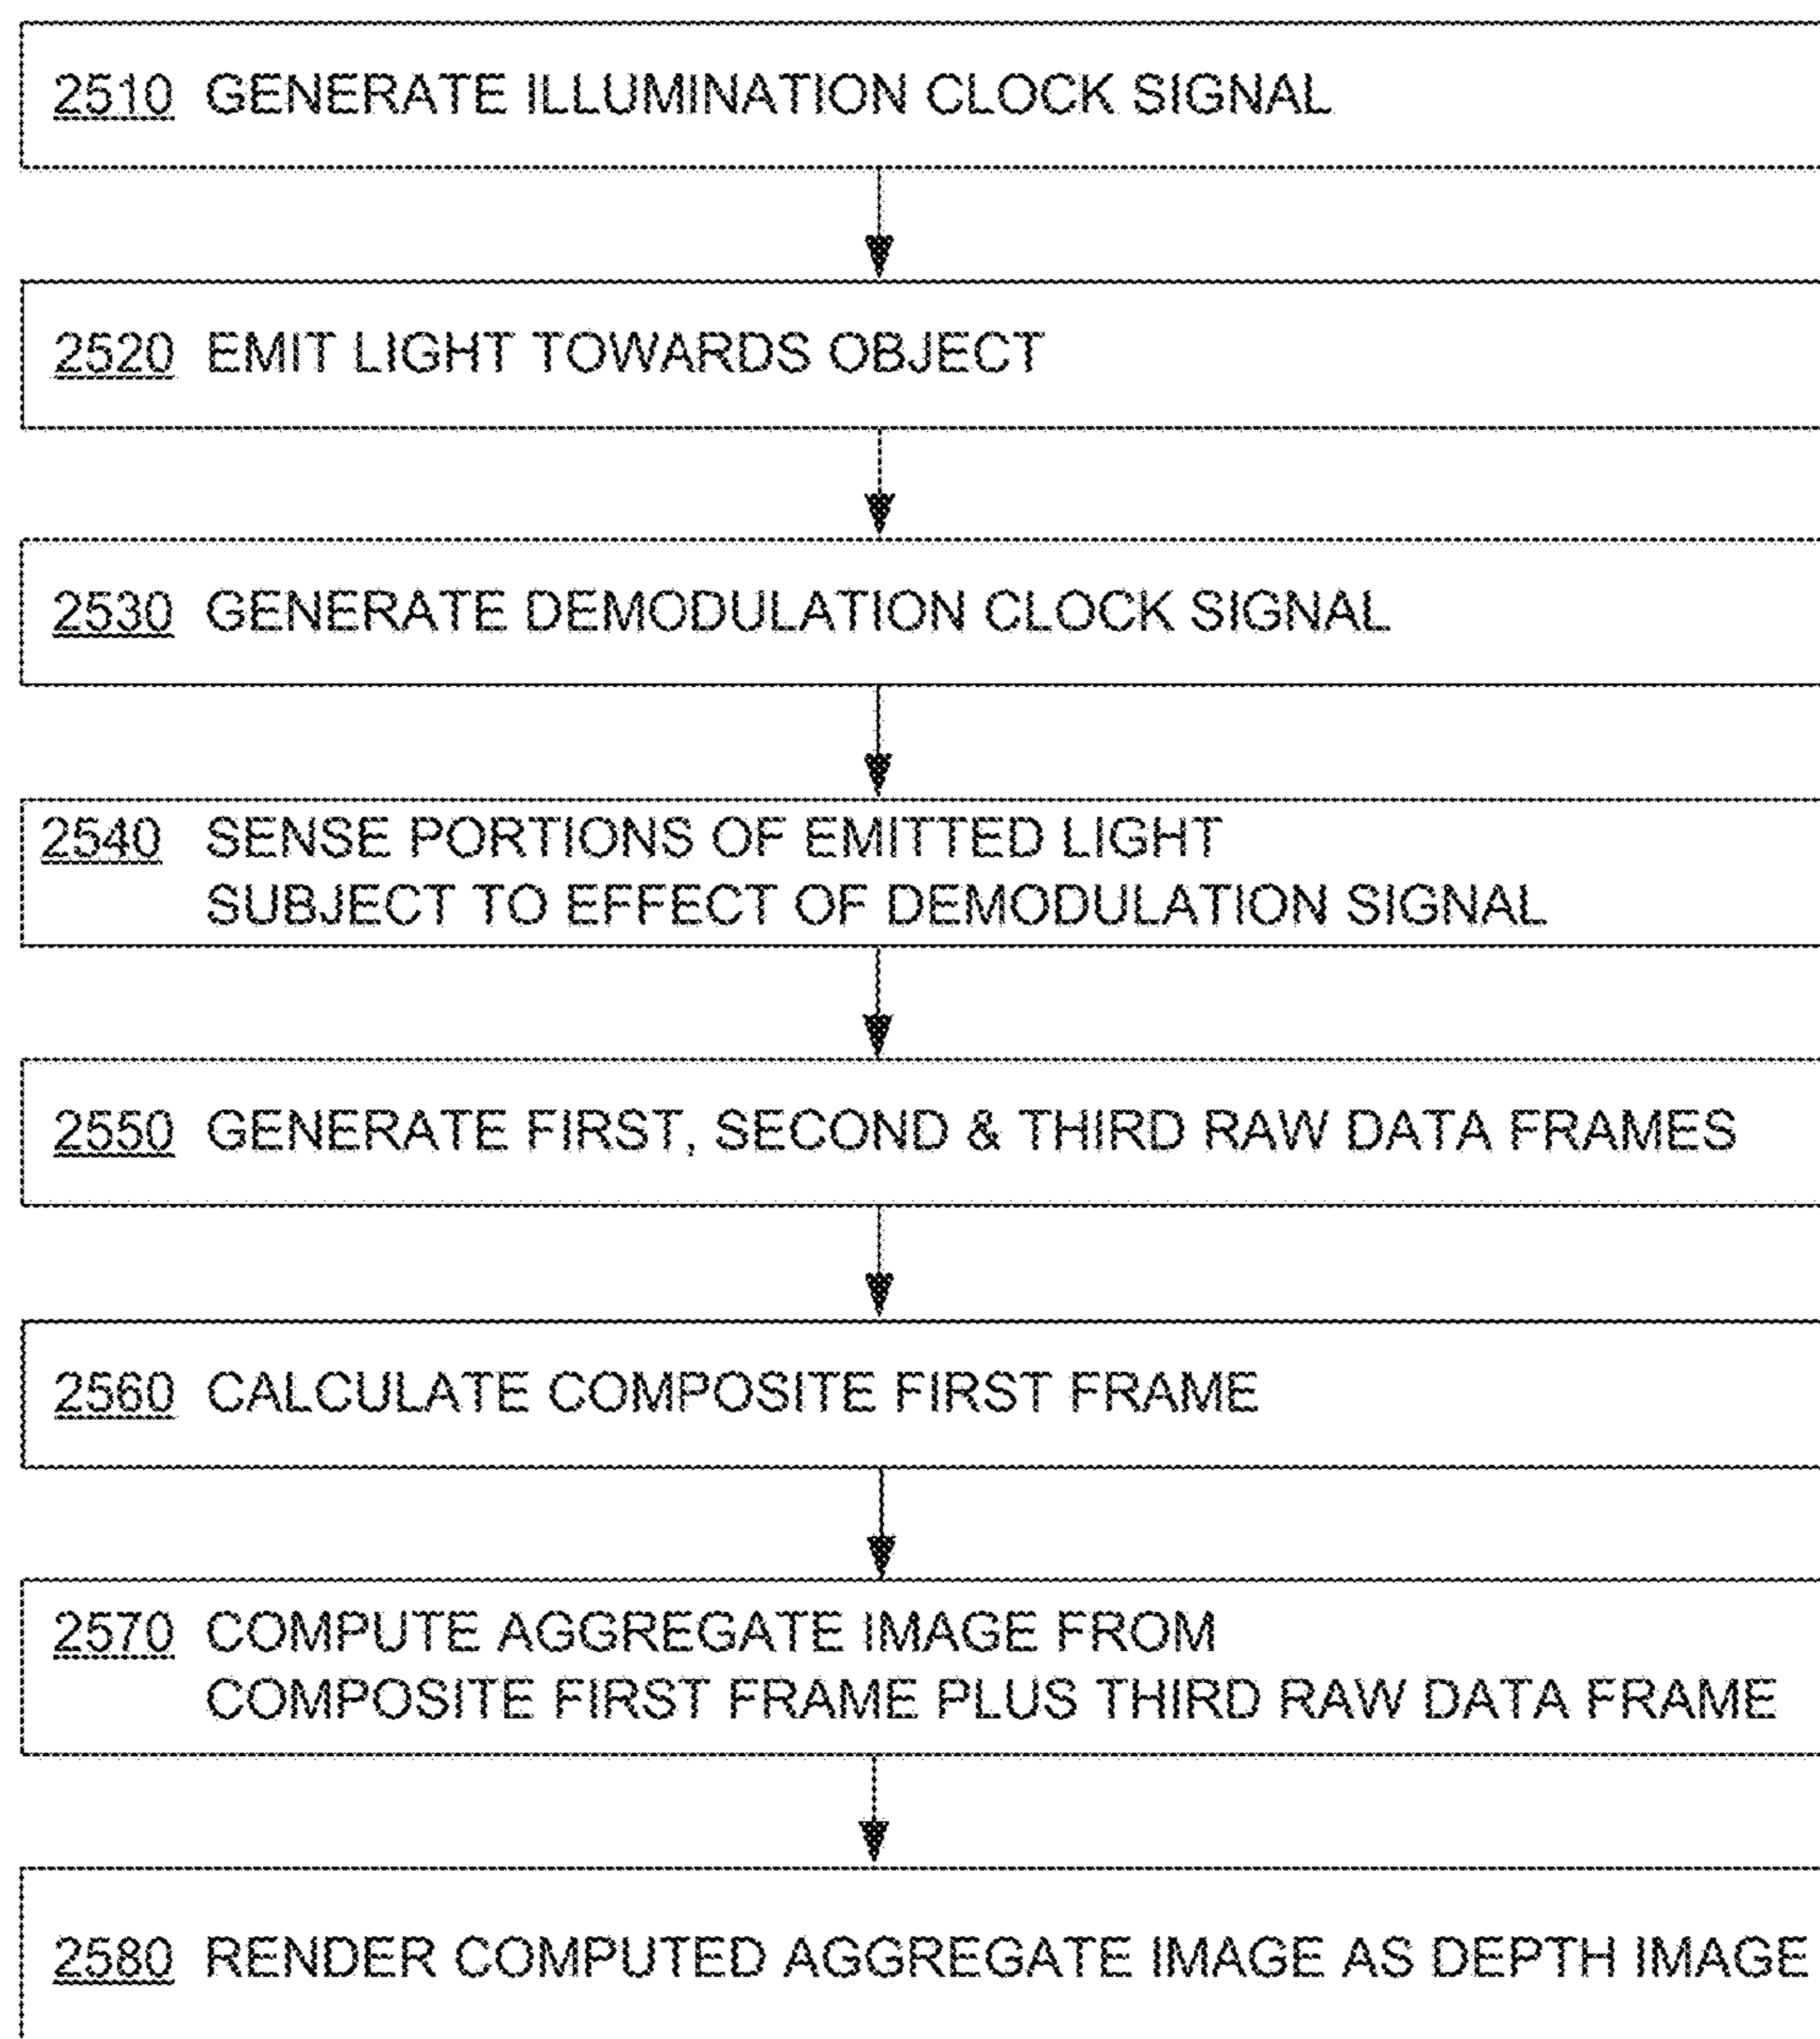 2510 GENERATE ILLUMINATION CLOCK SIGNAL
2520 EMIT LIGHT TOWARDS OBJECT
2530 GENERATE DEMODULATION CLOCK SIGNAL
2540 SENSE PORTIONS OF EMITTED LIGHT
SUBJECT TO EFFECT OF DEMODULATION SIGNAL
2550 GENERATE FIRST, SECOND & THIRD RAW DATA FRAMES
2560 CALCULATE COMPOSITE FIRST FRAME
2570 COMPUTE AGGREGATE IMAGE FROM
COMPOSITE FIRST FRAME PLUS THIRD RAW DATA FRAME
2580 RENDER COMPUTED AGGREGATE IMAGE AS DEPTH IMAGE